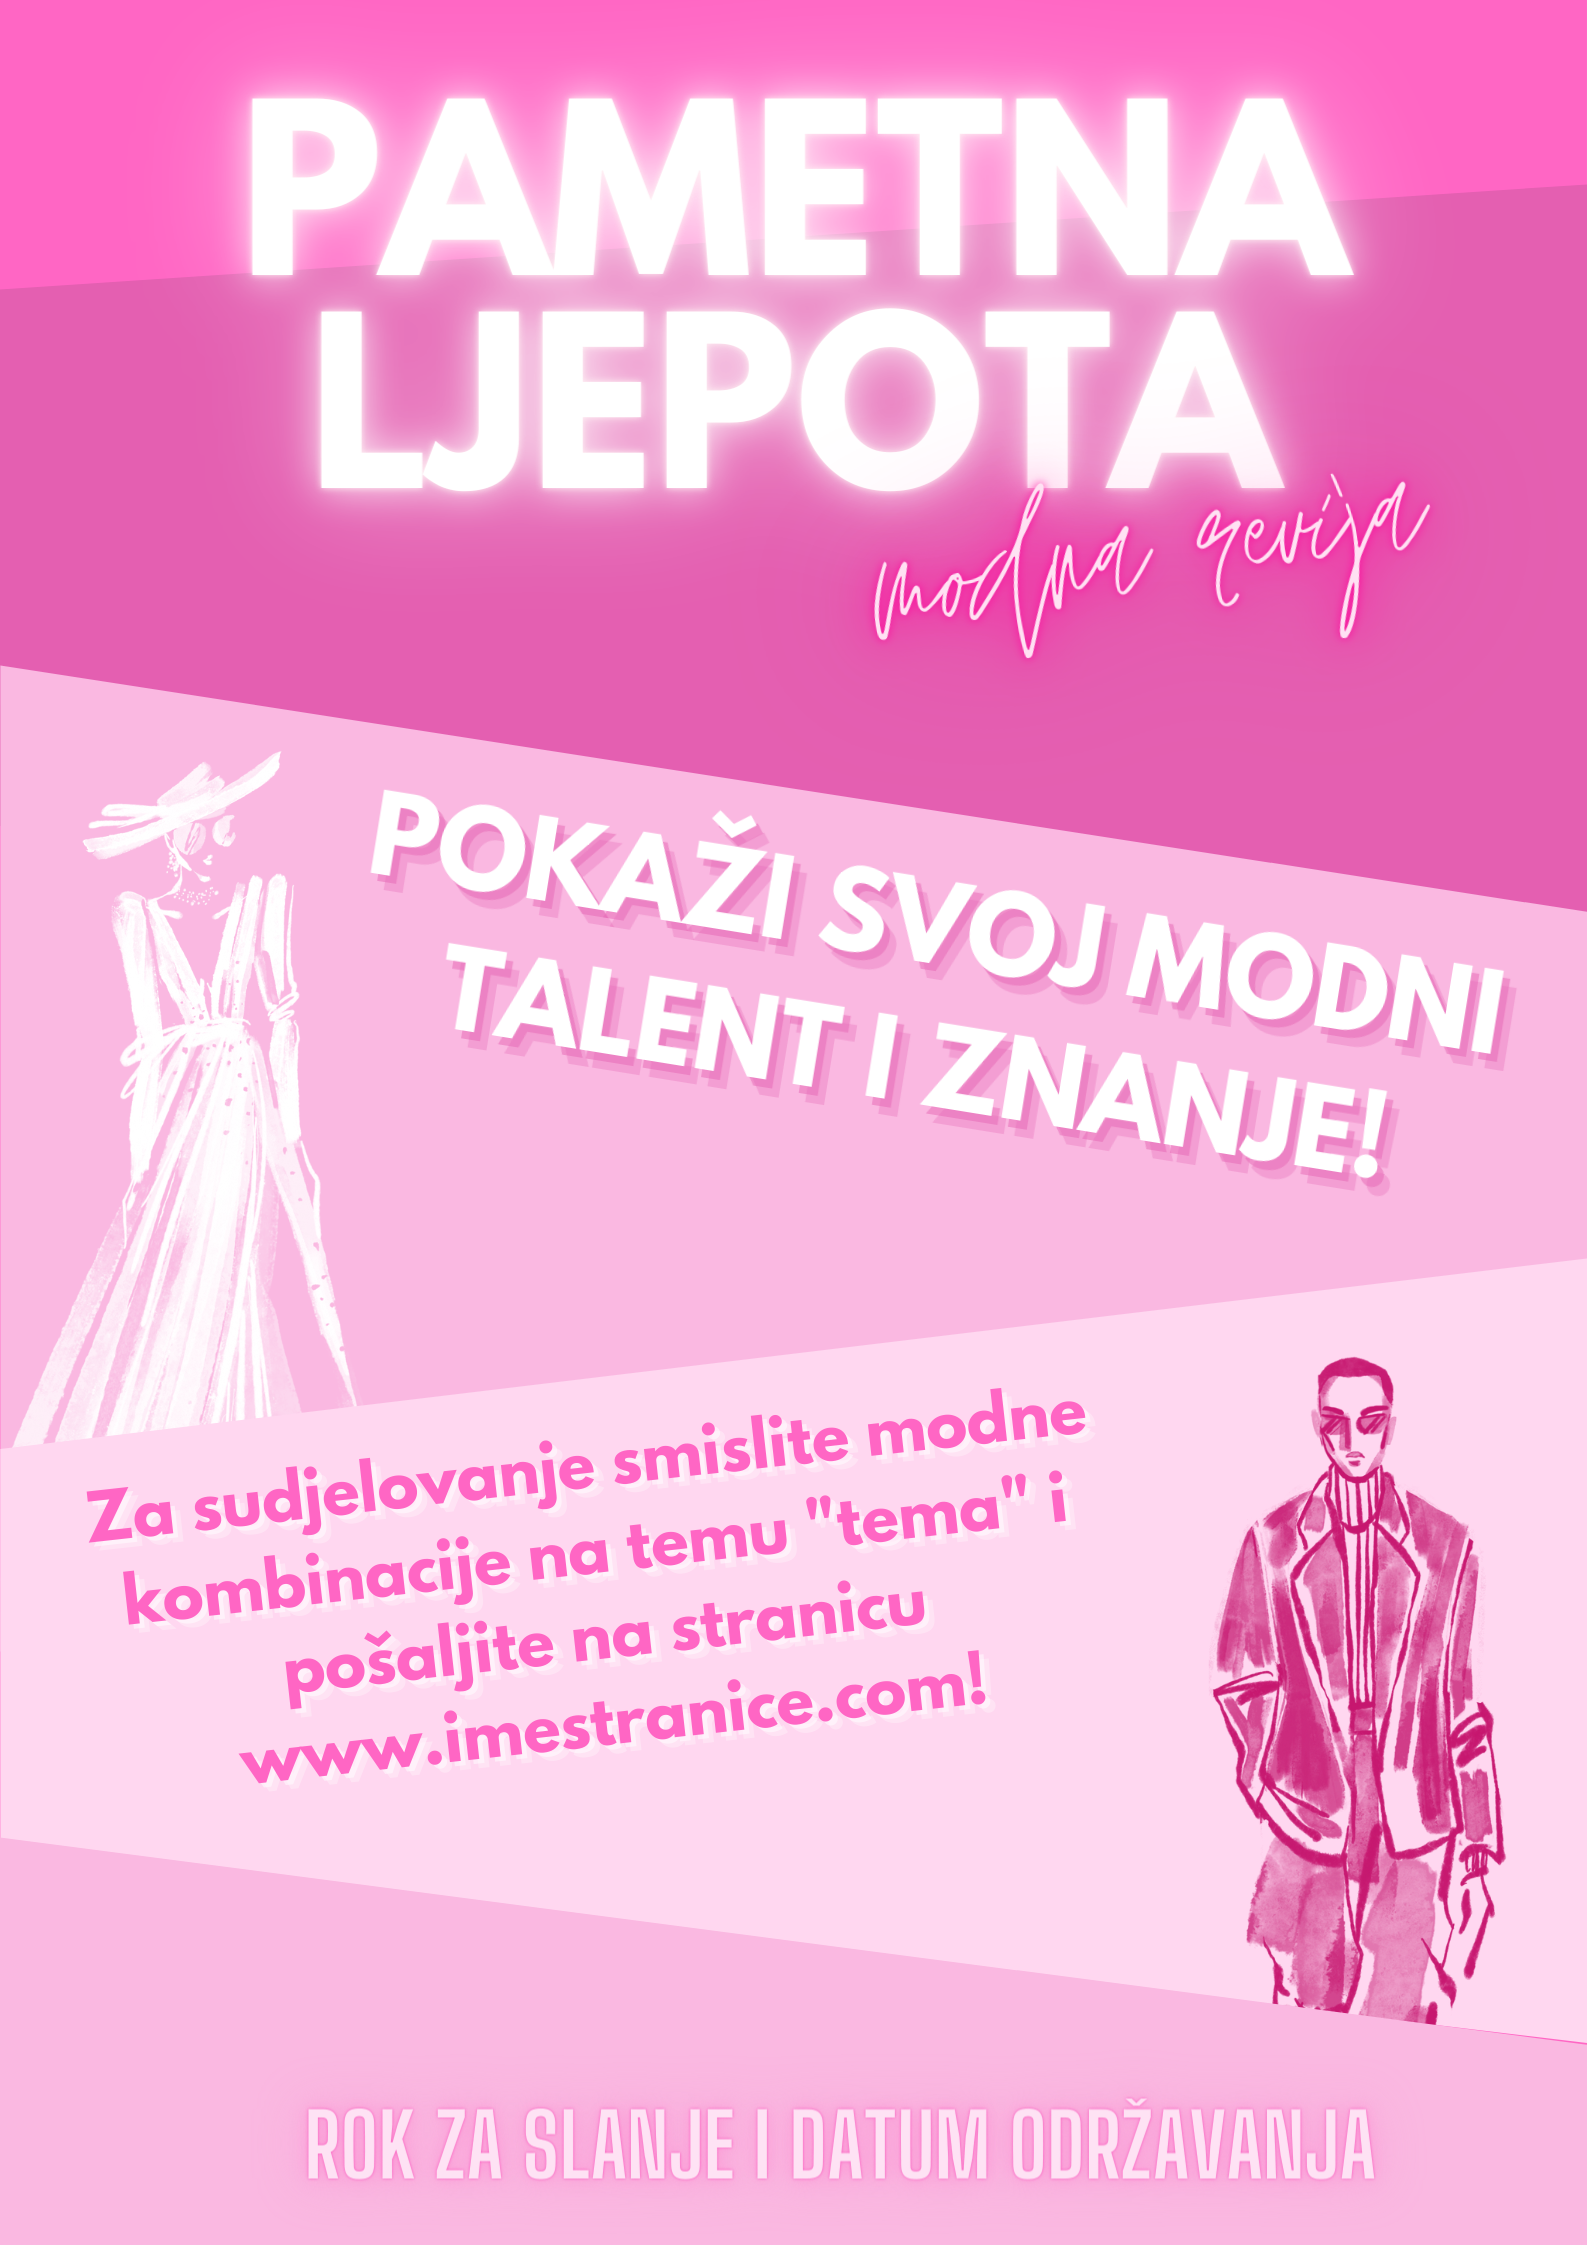 PAMETNA
LJEPOTA
modna revija
POKAŽI SVOJ MODNI
TALENT I ZNANJE!
Za sudjelovanje smislite modne
kombinacije na temu "tema" i
pošaljite na stranicu
www.imestranice.com!
ROK ZA SLANJE I DATUM ODRŽAVANJA